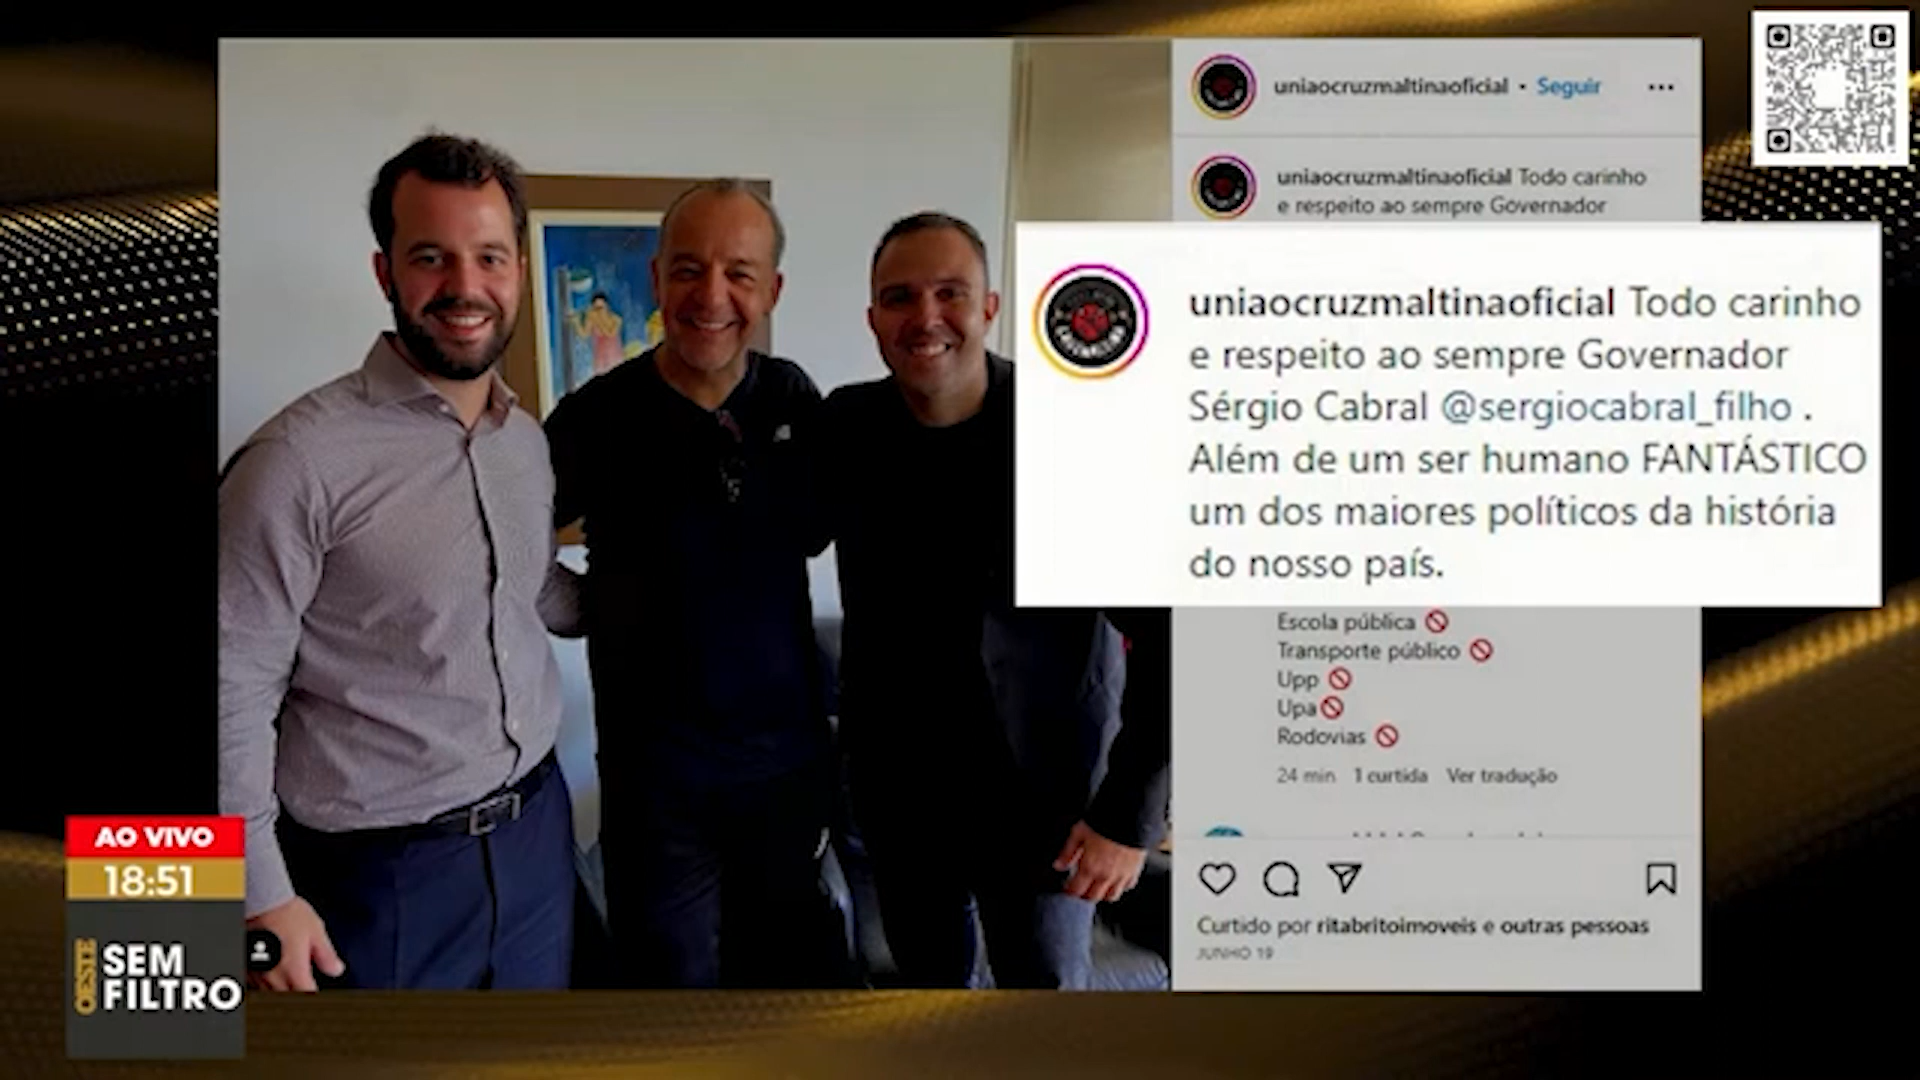 uniaocruzmaltinaoficial • Seguir
uniaocruzmaltinaoficial Todo carinho
e respeito ao sempre Governador
uniaocruzmaltinaoficial Todo carinho
e respeito ao sempre Governador
Sérgio Cabral @sergiocabral_filho .
Além de um ser humano FANTÁSTICO
um dos maiores políticos da história
do nosso país.
Escola pública 🚫
Transporte público 🚫
Upp 🚫
Upa🚫
Rodovias 🚫
24 min 1 curtida Ver tradução
Curtido por ritabritoimoveis e outras pessoas
JUNHO 19
AO VIVO
18:51
OESTE
SEM
FILTRO